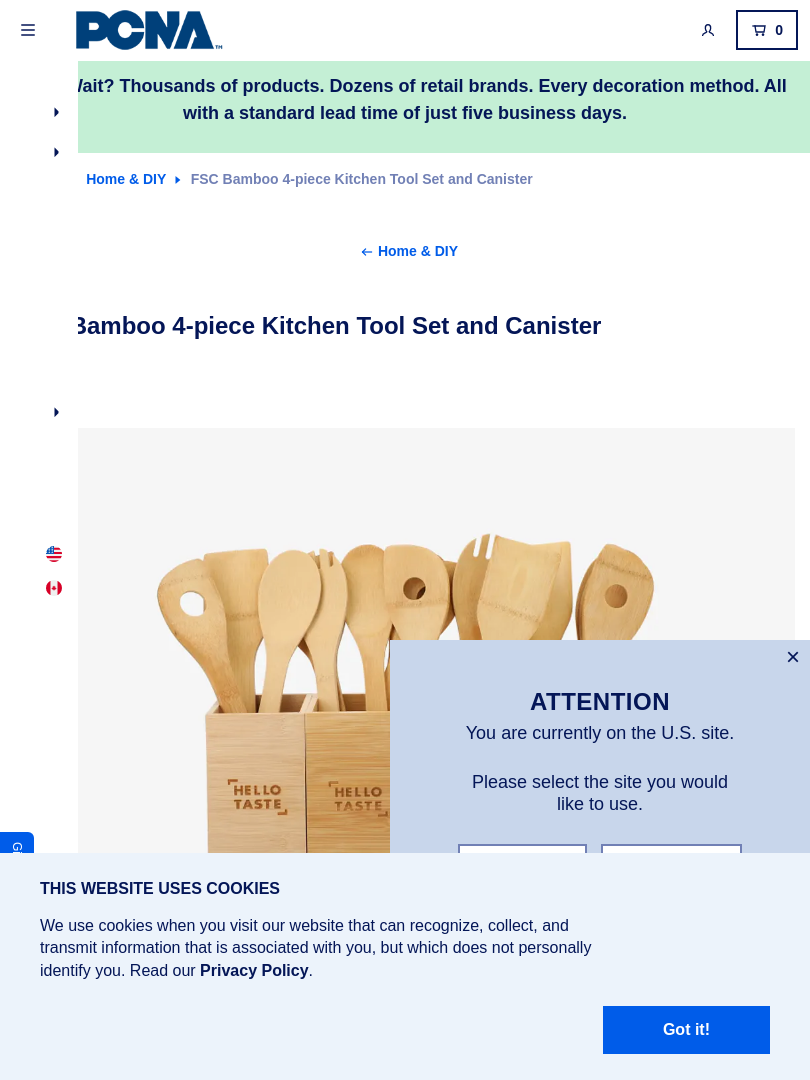 PCNA™
0
Wait? Thousands of products. Dozens of retail brands. Every decoration method. All
with a standard lead time of just five business days.
Home & DIY
FSC Bamboo 4-piece Kitchen Tool Set and Canister
Home & DIY
Bamboo 4-piece Kitchen Tool Set and Canister
HELLO
TASTE
HELLO
TASTE
×
ATTENTION
You are currently on the U.S. site.
Please select the site you would
like to use.
THIS WEBSITE USES COOKIES
We use cookies when you visit our website that can recognize, collect, and
transmit information that is associated with you, but which does not personally
identify you. Read our Privacy Policy.
Got it!